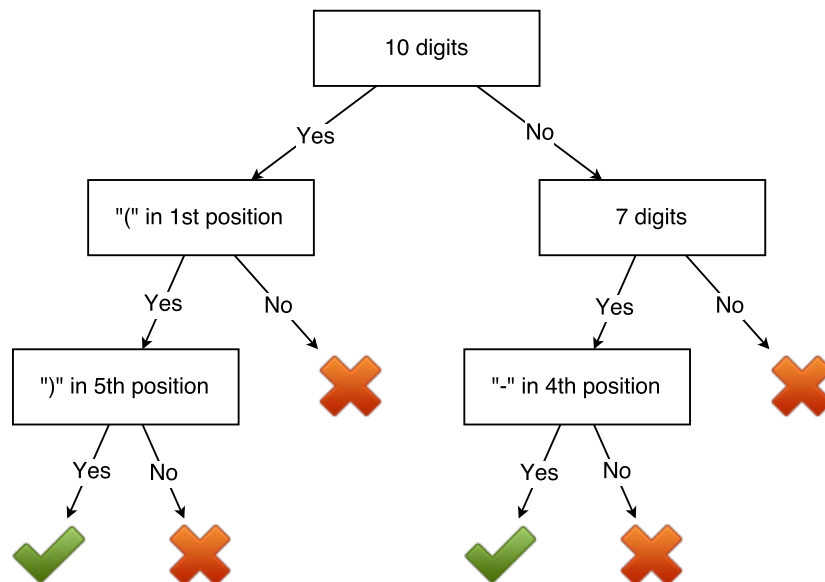 10 digits
Yes
No
"(" in 1st position
7 digits
Yes
No
Yes
No
")" in 5th position
"-" in 4th position
Yes
No
Yes
No